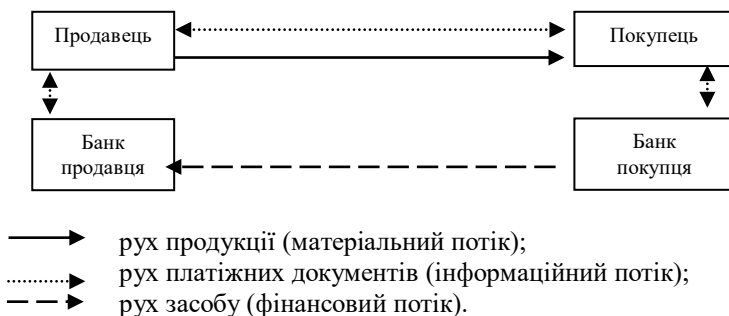 Продавець
Покупець
Банк
продавця
Банк
покупця
рух продукції (матеріальний потік);
рух платіжних документів (інформаційний потік);
рух засобу (фінансовий потік).